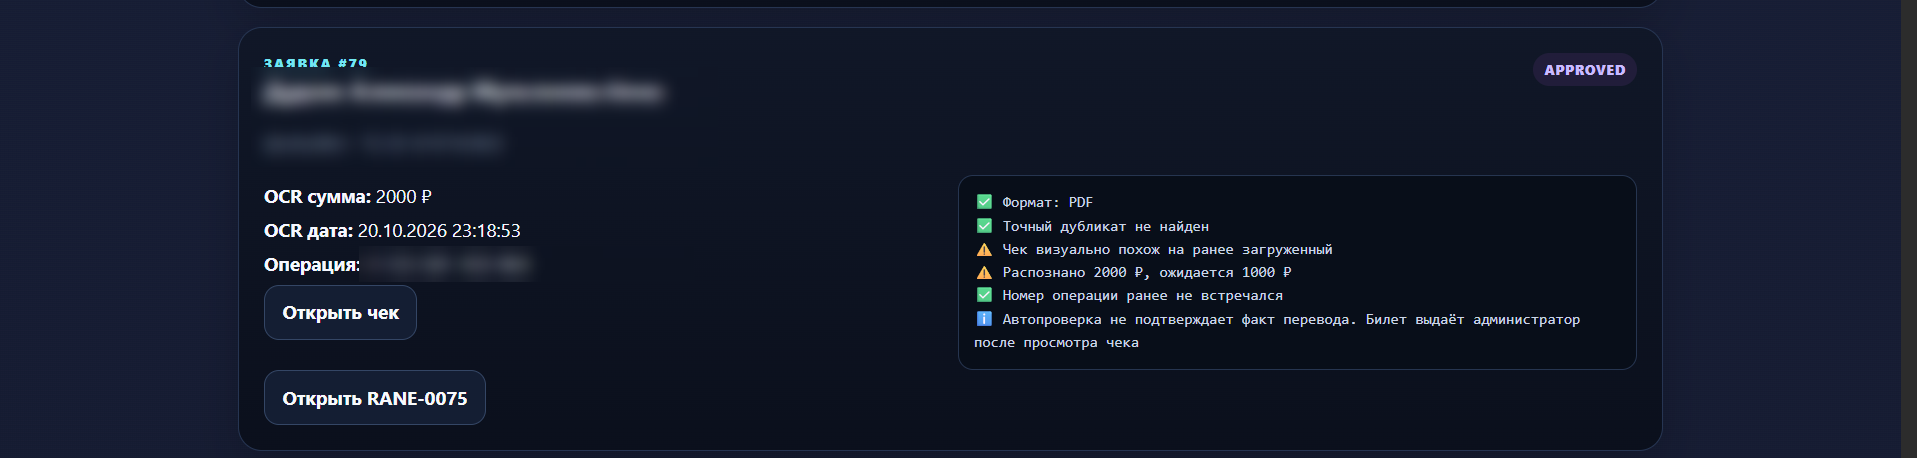 ЗАЯВКА #79
APPROVED
OCR сумма: 2000 ₽
OCR дата: 20.10.2026 23:18:53
Операция:
Открыть чек
Открыть RANE-0075
✅ Формат: PDF
✅ Точный дубликат не найден
⚠️ Чек визуально похож на ранее загруженный
⚠️ Распознано 2000 ₽, ожидается 1000 ₽
✅ Номер операции ранее не встречался
ℹ️ Автопроверка не подтверждает факт перевода. Билет выдаёт администратор
после просмотра чека